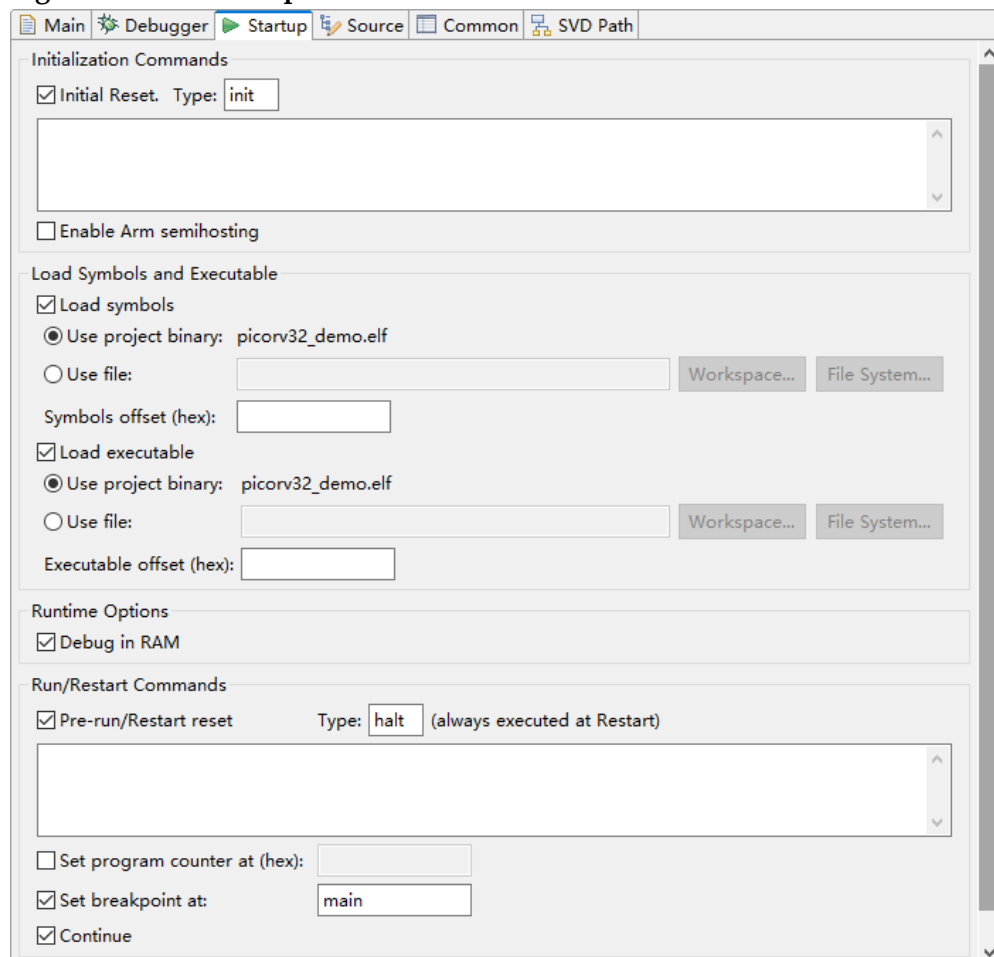 Main Debugger Startup Source Common SVD Path
Initialization Commands
Initial Reset. Type: init
Enable Arm semihosting
Load Symbols and Executable
Load symbols
Use project binary: picorv32_demo.elf
Use file: Workspace... File System...
Symbols offset (hex):
Load executable
Use project binary: picorv32_demo.elf
Use file: Workspace... File System...
Executable offset (hex):
Runtime Options
Debug in RAM
Run/Restart Commands
Pre-run/Restart reset Type: halt (always executed at Restart)
Set program counter at (hex):
Set breakpoint at: main
Continue